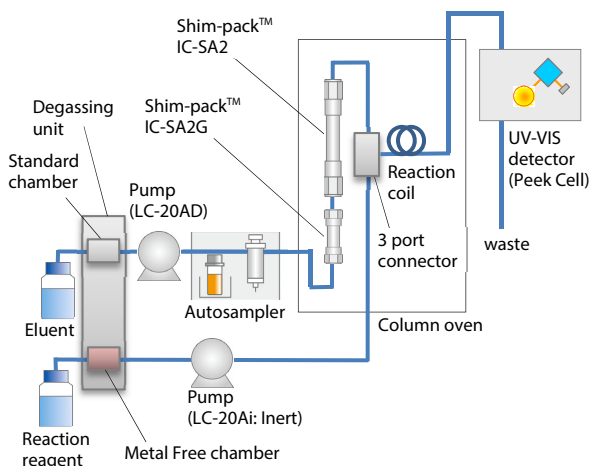 Shim-pack™
IC-SA2
Degassing
unit
Shim-pack™
IC-SA2G
Standard
chamber
Pump
(LC-20AD)
Reaction
coil
UV-VIS
detector
(Peek Cell)
3 port
connector
waste
Eluent
Autosampler
Column oven
Pump
(LC-20Ai: Inert)
Reaction
reagent
Metal Free chamber